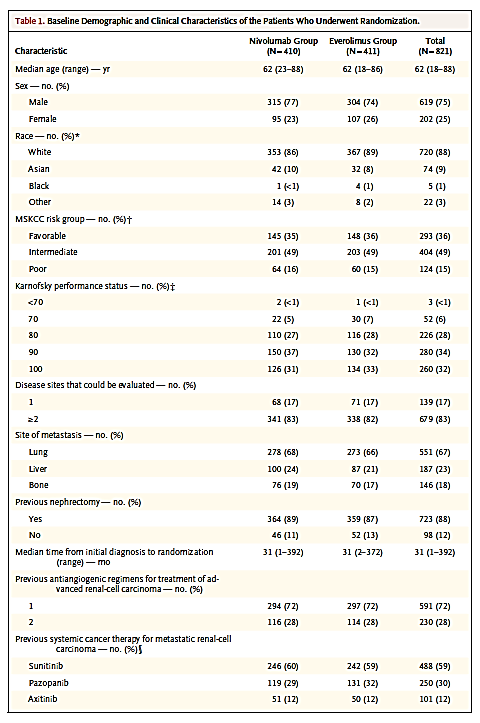 Table 1. Baseline Demographic and Clinical Characteristics of the Patients Who Underwent Randomization.
Characteristic Nivolumab Group (N=410) Everolimus Group (N=411) Total (N=821)
Median age (range) — yr 62 (23–88) 62 (18–86) 62 (18–88)
Sex — no. (%)
Male 315 (77) 304 (74) 619 (75)
Female 95 (23) 107 (26) 202 (25)
Race — no. (%)*
White 353 (86) 367 (89) 720 (88)
Asian 42 (10) 32 (8) 74 (9)
Black 1 (<1) 4 (1) 5 (1)
Other 14 (3) 8 (2) 22 (3)
MSKCC risk group — no. (%)†
Favorable 145 (35) 148 (36) 293 (36)
Intermediate 201 (49) 203 (49) 404 (49)
Poor 64 (16) 60 (15) 124 (15)
Karnofsky performance status — no. (%)‡
<70 2 (<1) 1 (<1) 3 (<1)
70 22 (5) 30 (7) 52 (6)
80 110 (27) 116 (28) 226 (28)
90 150 (37) 130 (32) 280 (34)
100 126 (31) 134 (33) 260 (32)
Disease sites that could be evaluated — no. (%)
1 68 (17) 71 (17) 139 (17)
≥2 341 (83) 338 (82) 679 (83)
Site of metastasis — no. (%)
Lung 278 (68) 273 (66) 551 (67)
Liver 100 (24) 87 (21) 187 (23)
Bone 76 (19) 70 (17) 146 (18)
Previous nephrectomy — no. (%)
Yes 364 (89) 359 (87) 723 (88)
No 46 (11) 52 (13) 98 (12)
Median time from initial diagnosis to randomization
(range) — mo 31 (1–392) 31 (2–372) 31 (1–392)
Previous antiangiogenic regimens for treatment of ad-
vanced renal-cell carcinoma — no. (%)
1 294 (72) 297 (72) 591 (72)
2 116 (28) 114 (28) 230 (28)
Previous systemic cancer therapy for metastatic renal-cell
carcinoma — no. (%)§
Sunitinib 246 (60) 242 (59) 488 (59)
Pazopanib 119 (29) 131 (32) 250 (30)
Axitinib 51 (12) 50 (12) 101 (12)